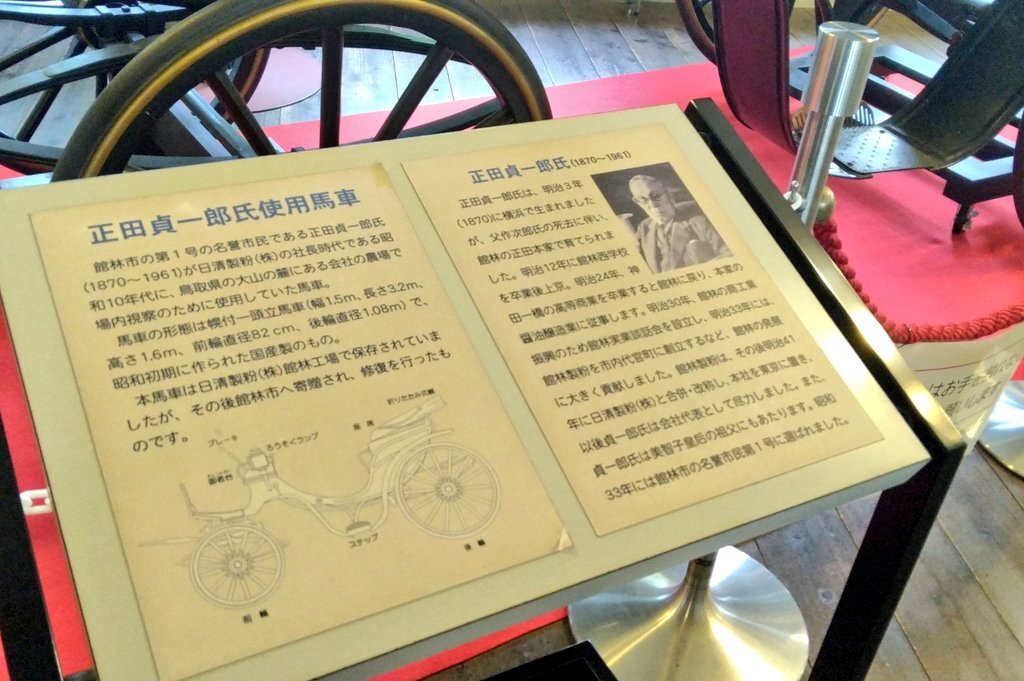 正田貞一郎氏使用馬車
館林市の第1号の名誉市民である正田貞一郎氏
(1870～1961)が日清製粉(株)の社長時代である昭
和10年代に、鳥取県の大山の麓にある会社の農場で
場内視察のために使用していた馬車。
馬車の形態は幌付一頭立馬車(幅1.5m、長さ3.2m、
高さ1.6m、前輪直径82cm、後輪直径1.08m)で、
昭和初期に作られた国産製のもの。
本馬車は日清製粉(株)館林工場で保存されていま
したが、その後館林市へ寄贈され、修復を行ったも
のです。
折りたたみ式幌
座席
ブレーキ
ろうそくランプ
御者台
ステップ
後輪
前輪
正田貞一郎氏(1870～1961)
正田貞一郎氏は、明治3年
(1870)に横浜で生まれました
が、父作次郎氏の死去に伴い、
館林の正田本家で育てられま
した。明治12年に館林西学校
を卒業後上京。明治24年、神
田一橋の高等商業を卒業すると館林に戻り、本家の
醤油醸造業に従事します。明治30年、館林の商工業
振興のため館林実業談話会を設立し、明治33年には、
館林製粉を市内代官町に創立するなど、館林の発展
に大きく貢献しました。館林製粉は、その後明治41
年に日清製粉(株)と合併・改称し、本社を東京に置き、
以後貞一郎氏は会社代表として尽力しました。また、
貞一郎氏は美智子皇后の祖父にもあたります。昭和
33年には館林市の名誉市民第1号に選ばれました。
はお手